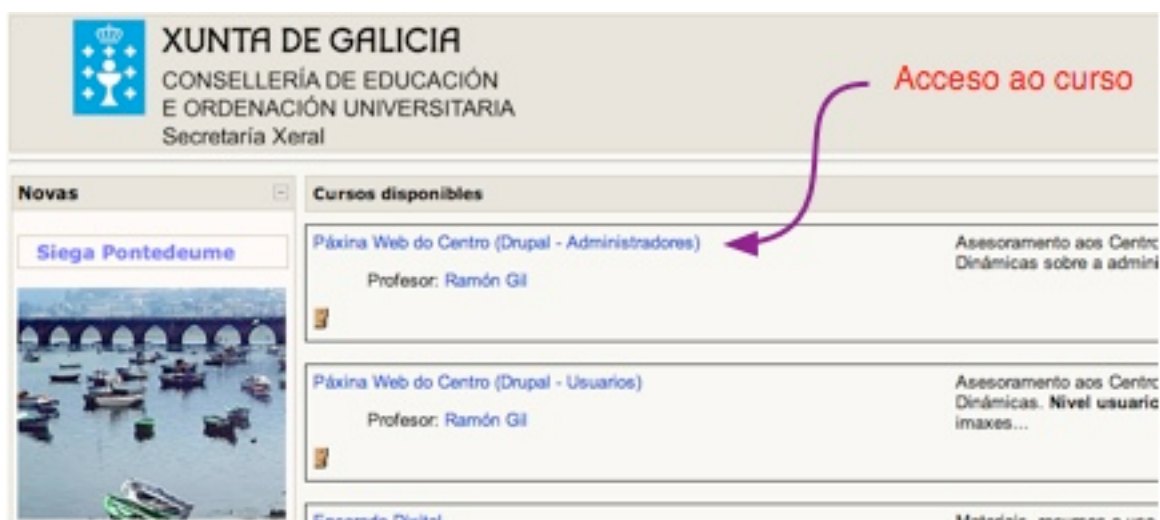 XUNTA DE GALICIA
CONSELLERÍA DE EDUCACIÓN
E ORDENACIÓN UNIVERSITARIA
Secretaría Xeral
Acceso ao curso
Novas
Siega Pontedeume
Cursos disponibles
Páxina Web do Centro (Drupal - Administradores)
Profesor: Ramón Gil
Asesoramento aos Centro
Dinámicas sobre a admini
Páxina Web do Centro (Drupal - Usuarios)
Profesor: Ramón Gil
Asesoramento aos Centro
Dinámicas. Nivel usuario
imaxes...